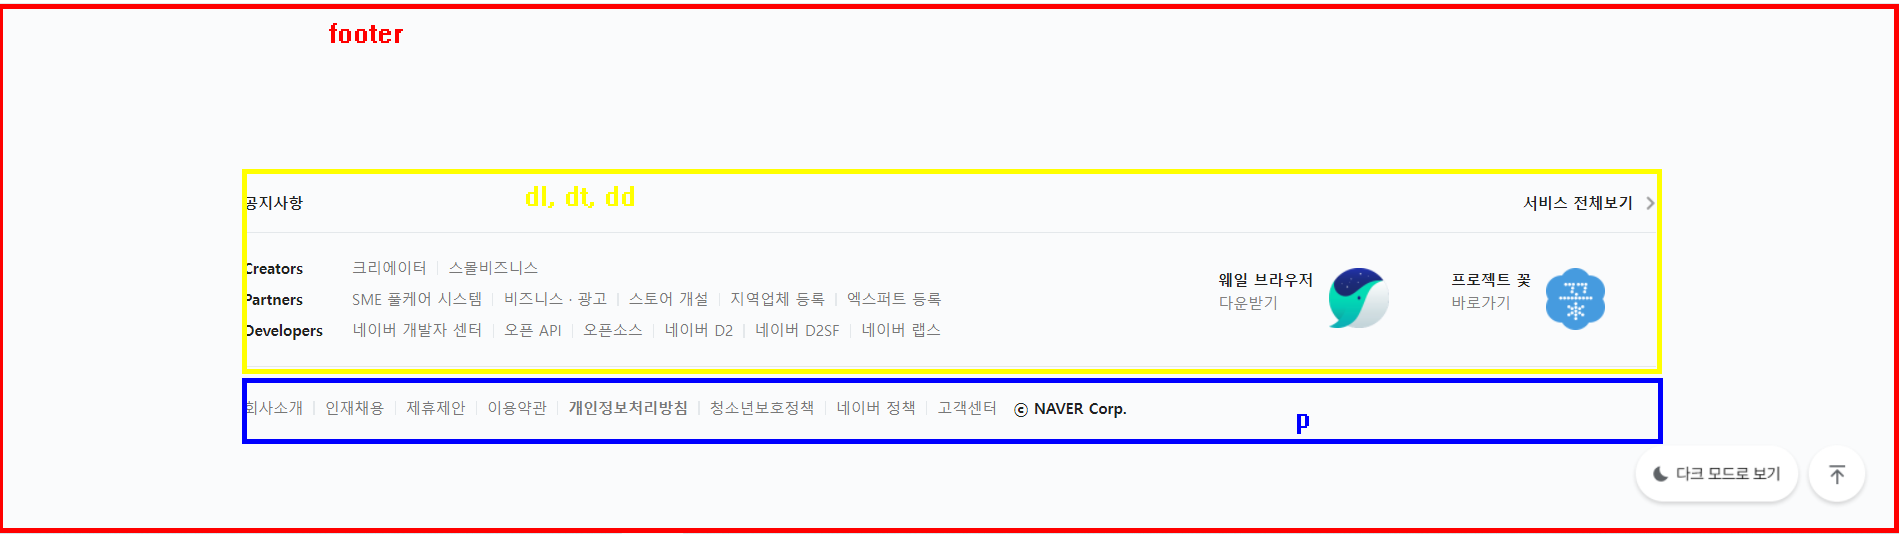 footer
dl, dt, dd
공지사항
서비스 전체보기
Creators 크리에이터 스몰비즈니스
Partners SME 풀케어 시스템 비즈니스 · 광고 스토어 개설 지역업체 등록 엑스퍼트 등록
Developers 네이버 개발자 센터 오픈 API 오픈소스 네이버 D2 네이버 D2SF 네이버 랩스
웨일 브라우저
다운받기
프로젝트 꽃
바로가기
꽃
회사소개 인재채용 제휴제안 이용약관 개인정보처리방침 청소년보호정책 네이버 정책 고객센터 ⓒ NAVER Corp.
p
다크 모드로 보기